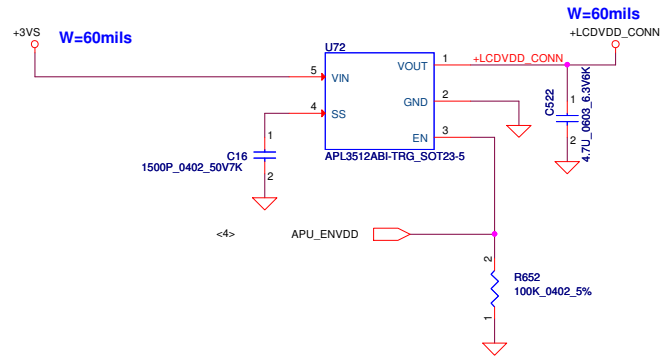 W=60mils
+3VS
W=60mils
+LCDVDD_CONN
U72
5 VIN
VOUT 1
+LCDVDD_CONN
GND 2
4 SS
EN 3
APL3512ABI-TRG_SOT23-5
1
C16
1500P_0402_50V7K
2
C522
1
2
4.7U_0603_6.3V6K
<4>
APU_ENVDD
2
R652
100K_0402_5%
1